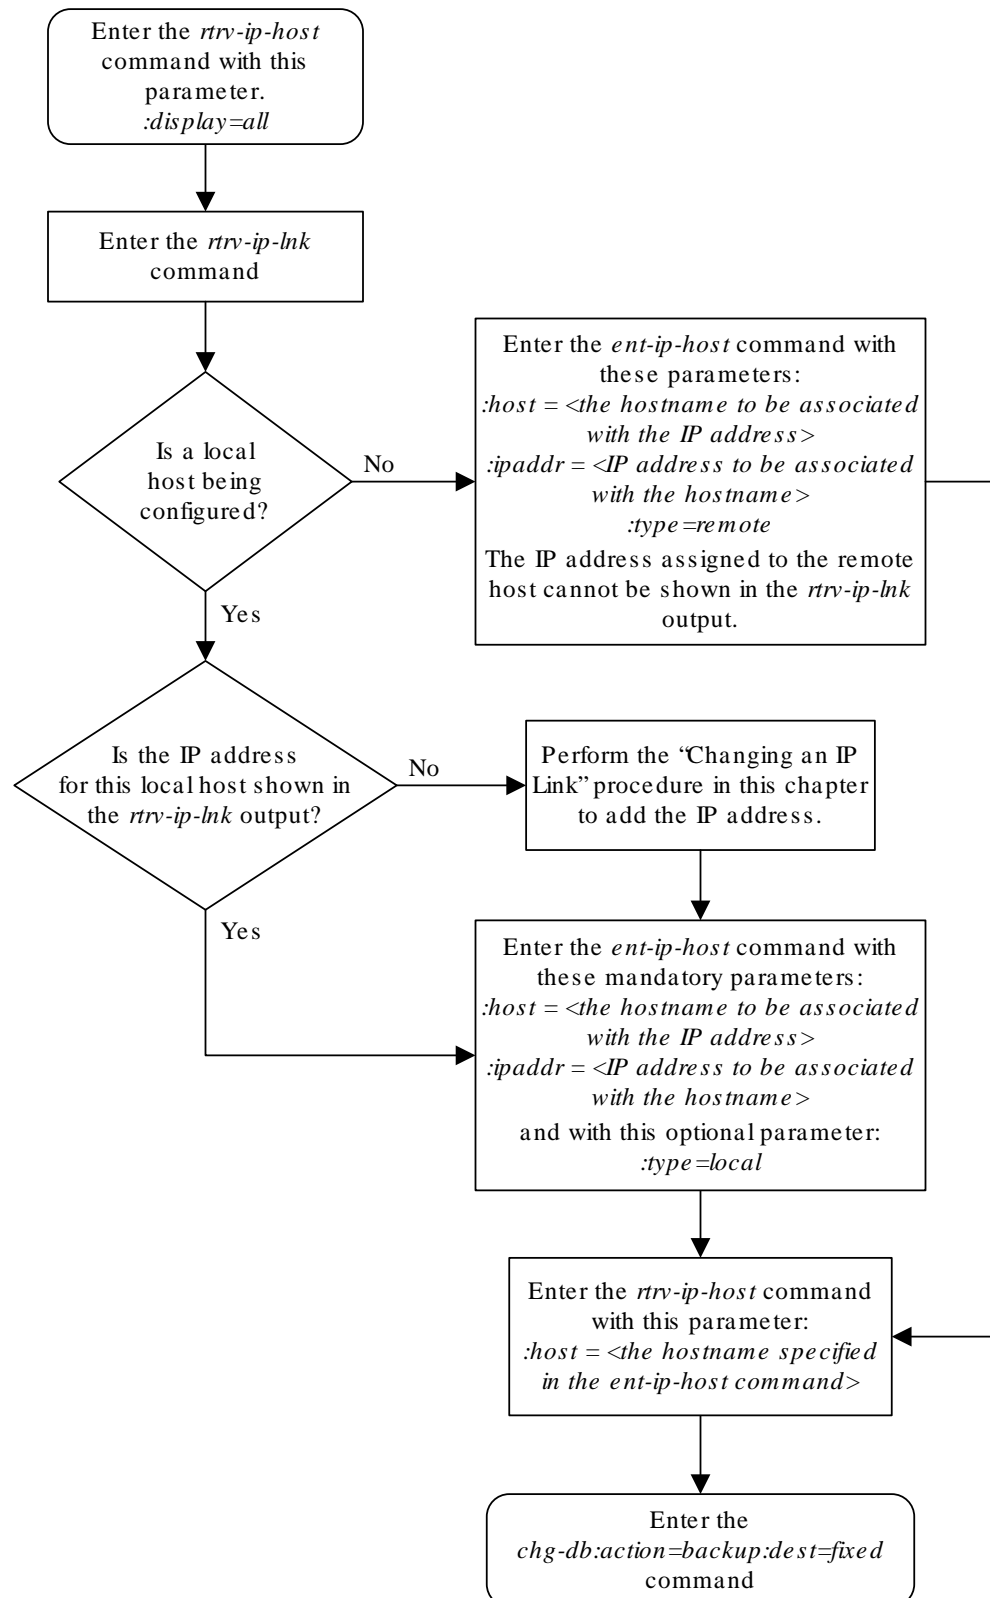 Enter the rtrv-ip-host
command with this
parameter.
:display=all
Enter the rtrv-ip-lnk
command
Is a local
host being
configured?
No
Yes
Enter the ent-ip-host command with
these parameters:
:host = <the hostname to be associated
with the IP address>
:ipaddr = <IP address to be associated
with the hostname>
:type=remote
The IP address assigned to the remote
host cannot be shown in the rtrv-ip-lnk
output.
Is the IP address
for this local host shown in
the rtrv-ip-lnk output?
No
Yes
Perform the “Changing an IP
Link” procedure in this chapter
to add the IP address.
Enter the ent-ip-host command with
these mandatory parameters:
:host = <the hostname to be associated
with the IP address>
:ipaddr = <IP address to be associated
with the hostname>
and with this optional parameter:
:type=local
Enter the rtrv-ip-host command
with this parameter:
:host = <the hostname specified
in the ent-ip-host command>
Enter the
chg-db:action=backup:dest=fixed
command